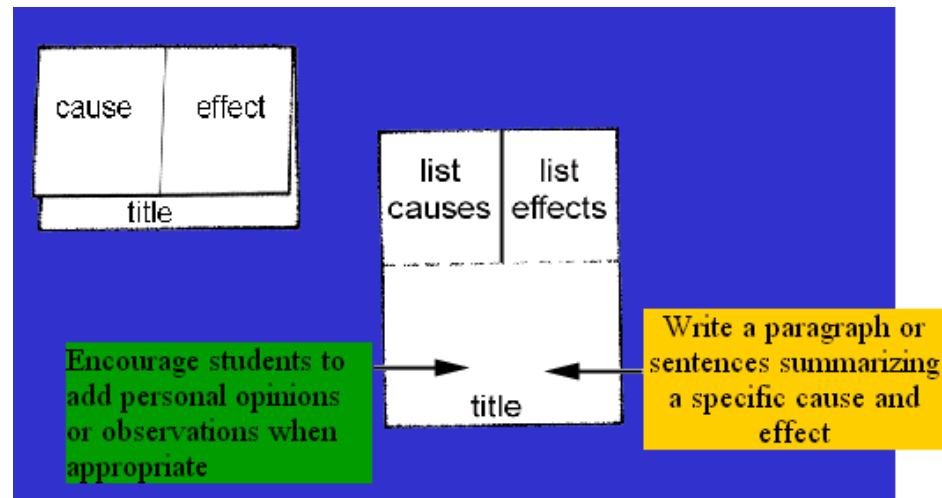 cause
effect
title
list
causes
list
effects
title
Encourage students to
add personal opinions
or observations when
appropriate
Write a paragraph or
sentences summarizing
a specific cause and
effect